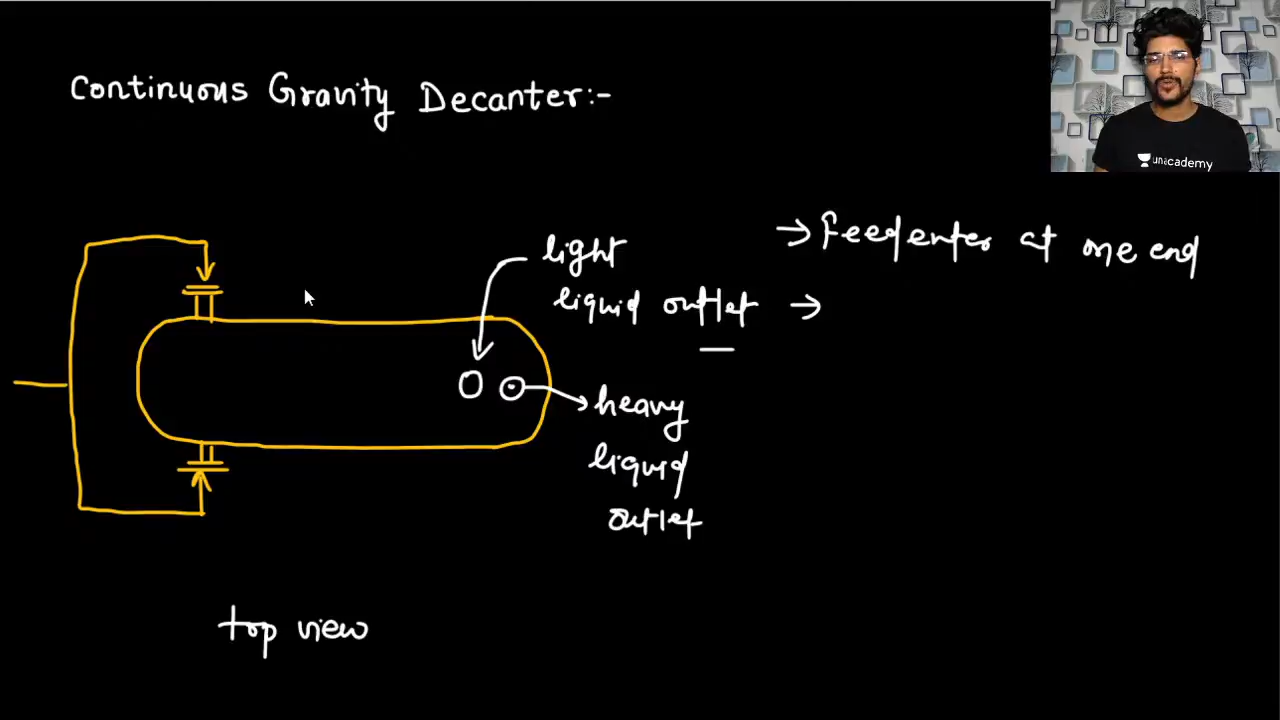 Continuous Gravity Decanter:-
unacademy
→ feed enter at one end
light
liquid outlet →
heavy
liquid
outlet
top view